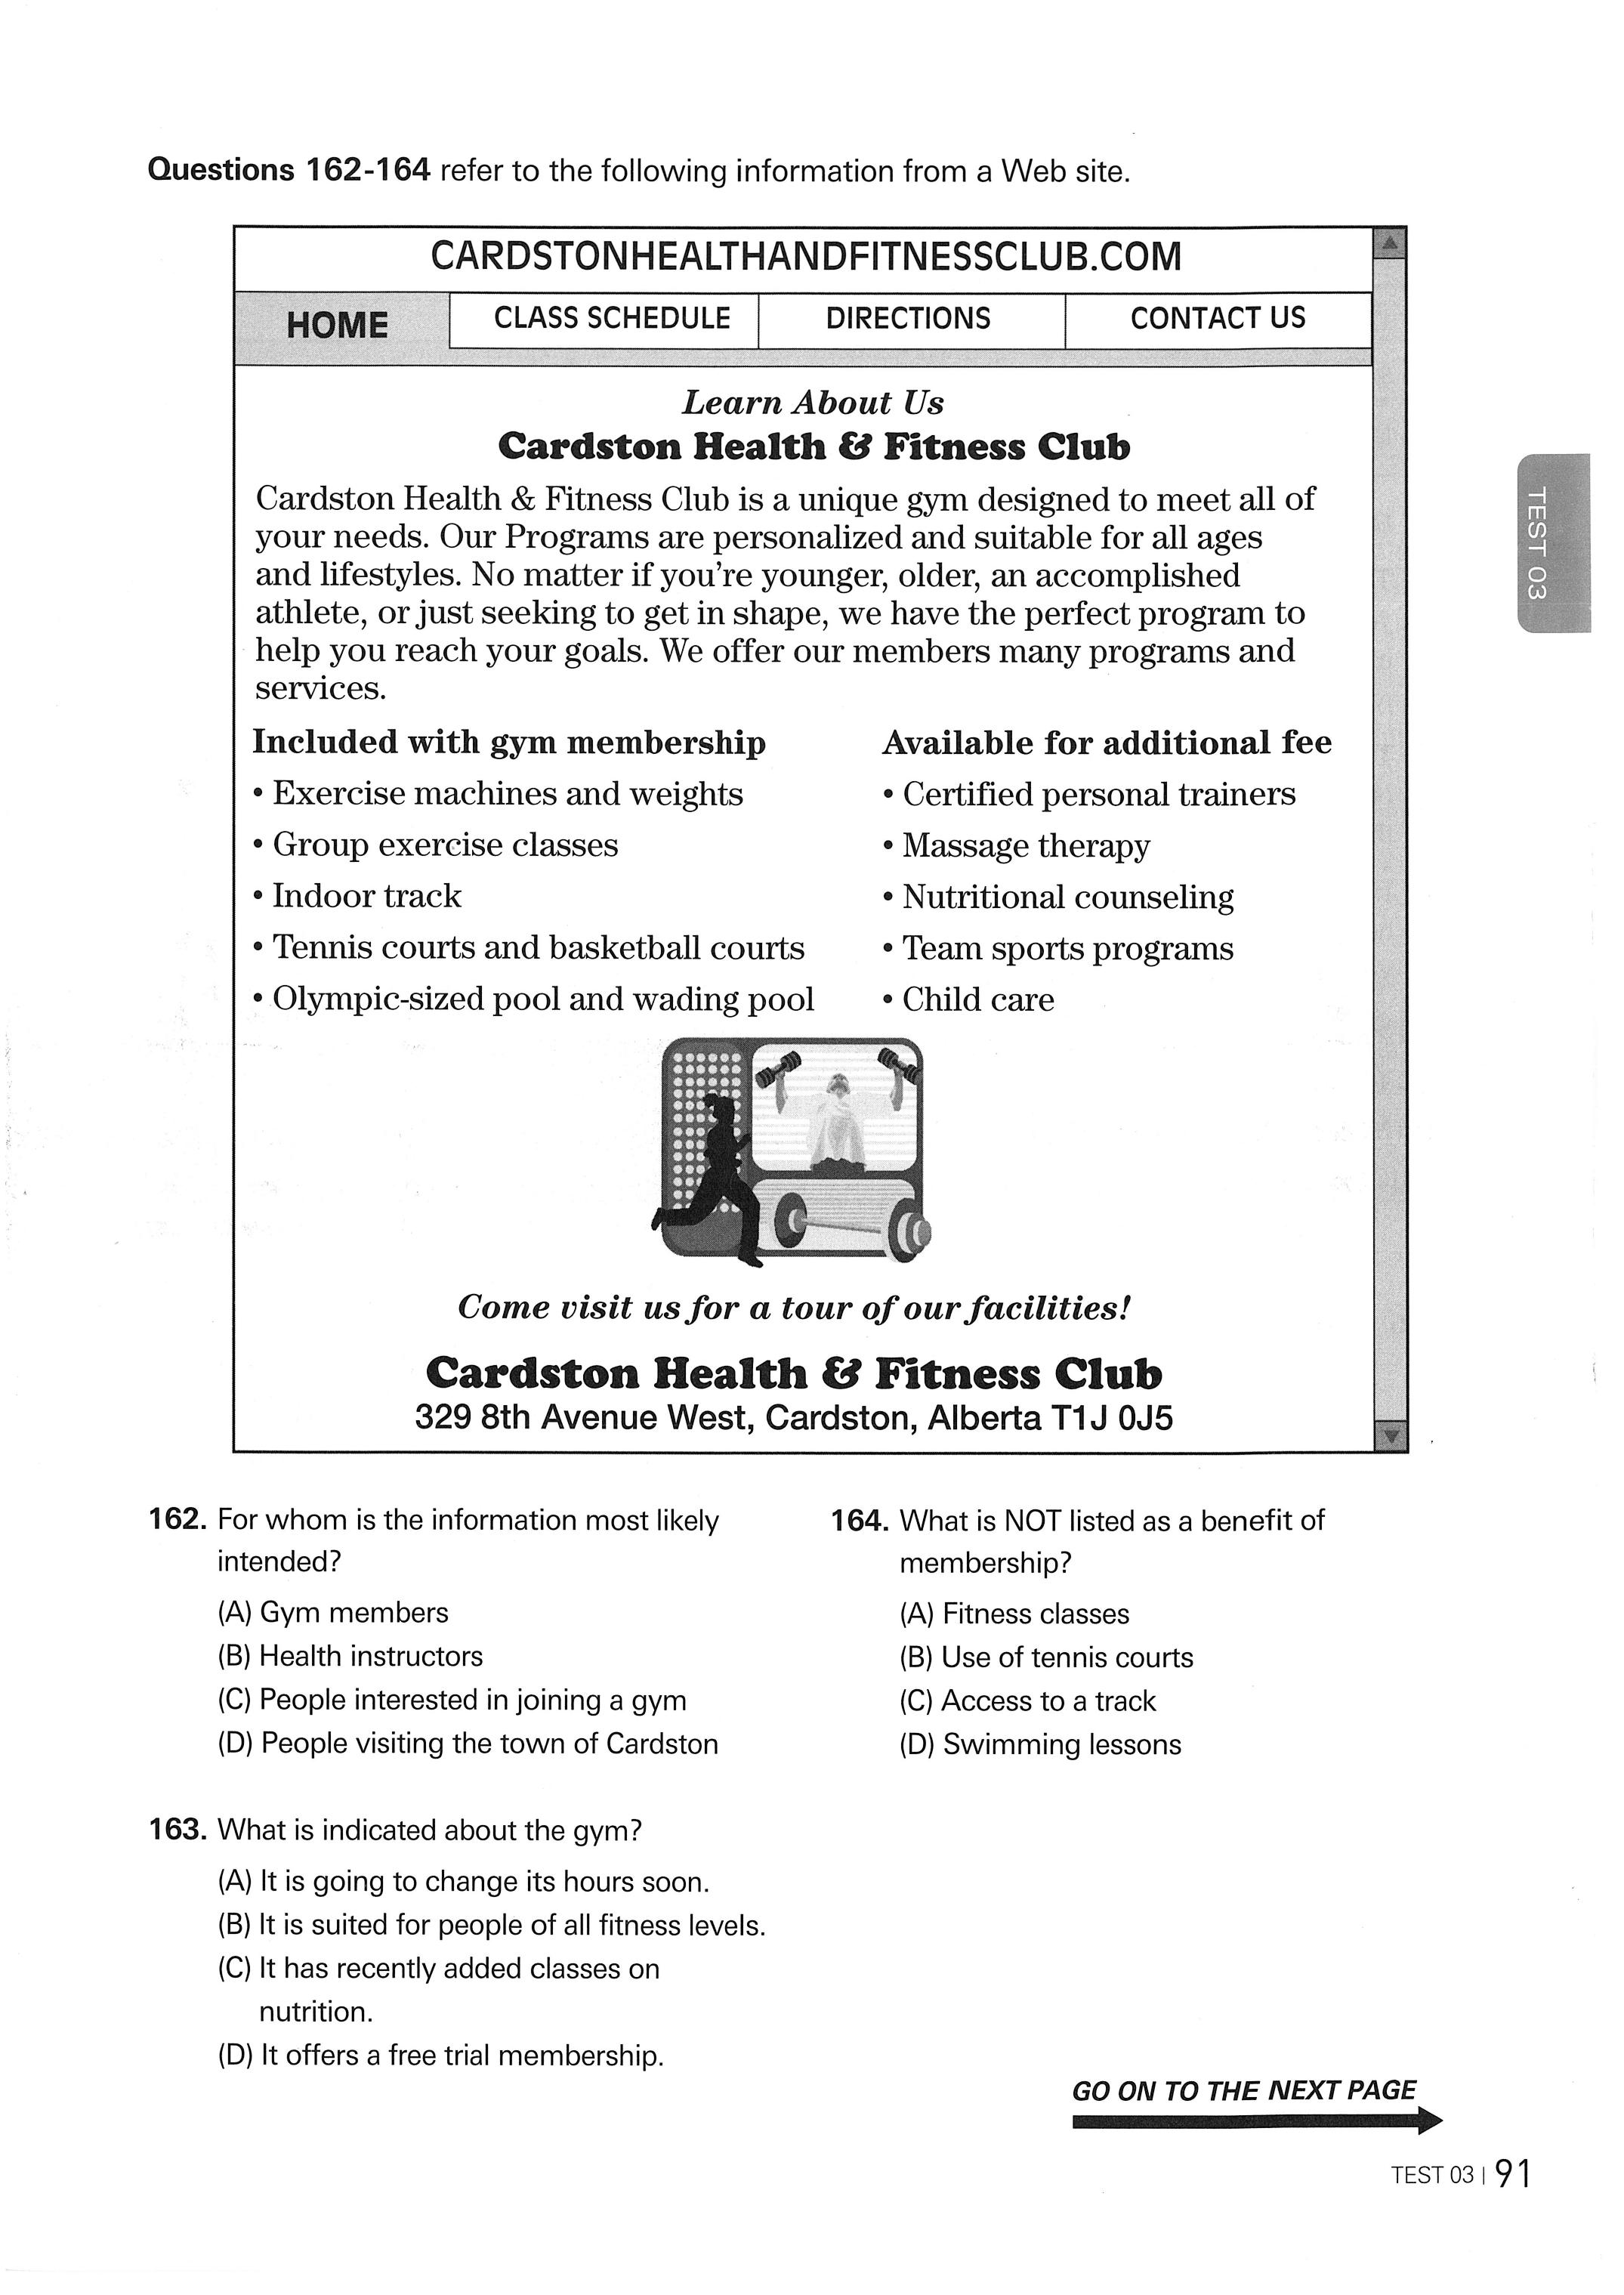 Questions 162-164 refer to the following information from a Web site.
CARDSTONHEALTHANDFITNESSCLUB.COM
HOME
CLASS SCHEDULE
DIRECTIONS
CONTACT US
Learn About Us
Cardston Health & Fitness Club
Cardston Health & Fitness Club is a unique gym designed to meet all of
your needs. Our Programs are personalized and suitable for all ages
and lifestyles. No matter if you're younger, older, an accomplished
athlete, or just seeking to get in shape, we have the perfect program to
help you reach your goals. We offer our members many programs and
services.
Included with gym membership
• Exercise machines and weights
• Group exercise classes
• Indoor track
• Tennis courts and basketball courts
• Olympic-sized pool and wading pool
Available for additional fee
• Certified personal trainers
• Massage therapy
• Nutritional counseling
• Team sports programs
• Child care
Come visit us for a tour of our facilities!
Cardston Health & Fitness Club
329 8th Avenue West, Cardston, Alberta T1J 0J5
TEST 03
162. For whom is the information most likely
intended?
(A) Gym members
(B) Health instructors
(C) People interested in joining a gym
(D) People visiting the town of Cardston
163. What is indicated about the gym?
(A) It is going to change its hours soon.
(B) It is suited for people of all fitness levels.
(C) It has recently added classes on
nutrition.
(D) It offers a free trial membership.
164. What is NOT listed as a benefit of
membership?
(A) Fitness classes
(B) Use of tennis courts
(C) Access to a track
(D) Swimming lessons
GO ON TO THE NEXT PAGE
TEST 03 | 91